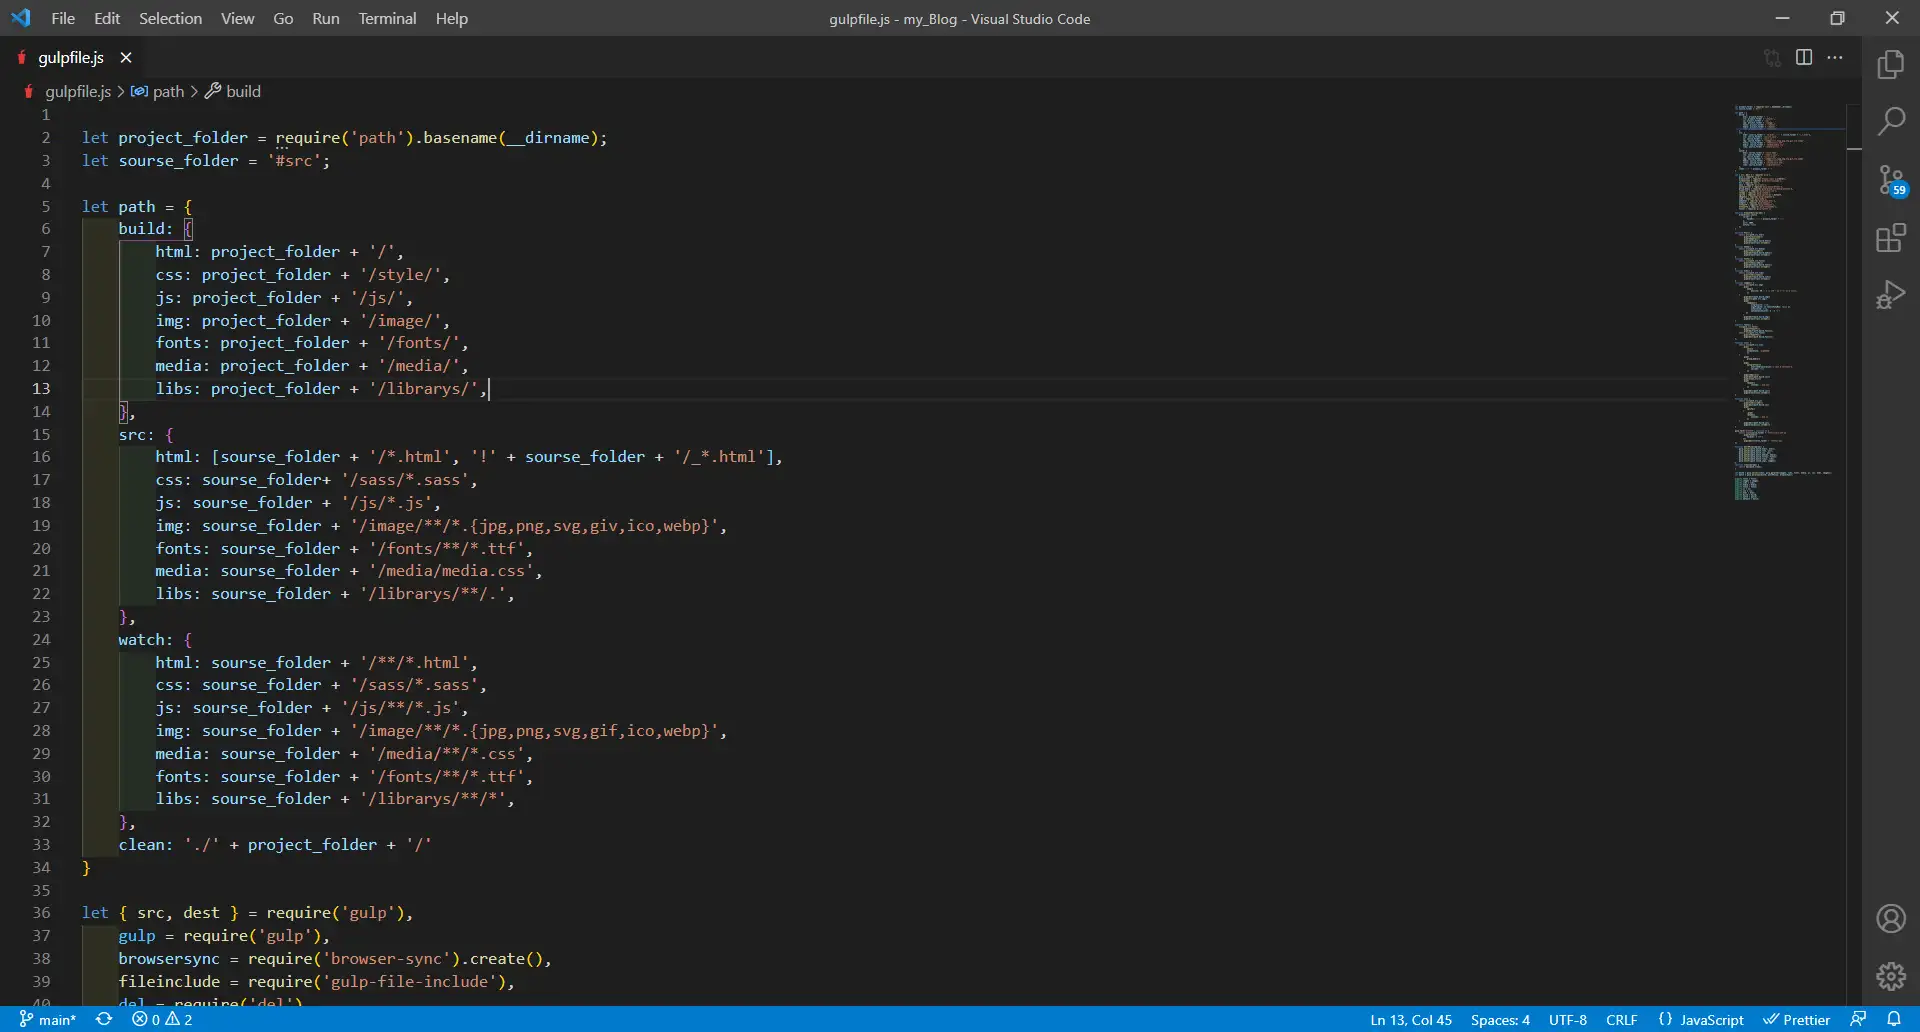 File Edit Selection View Go Run Terminal Help
gulpfile.js - my_Blog - Visual Studio Code
gulpfile.js
gulpfile.js > path > build
1
2 let project_folder = require('path').basename(__dirname);
3 let sourse_folder = '#src';
4
5 let path = {
6 build: {
7 html: project_folder + '/',
8 css: project_folder + '/style/',
9 js: project_folder + '/js/',
10 img: project_folder + '/image/',
11 fonts: project_folder + '/fonts/',
12 media: project_folder + '/media/',
13 libs: project_folder + '/librarys/',
14 },
15 src: {
16 html: [sourse_folder + '/*.html', '!' + sourse_folder + '/_*.html'],
17 css: sourse_folder+ '/sass/*.sass',
18 js: sourse_folder + '/js/*.js',
19 img: sourse_folder + '/image/**/*.{jpg,png,svg,giv,ico,webp}',
20 fonts: sourse_folder + '/fonts/**/*.ttf',
21 media: sourse_folder + '/media/media.css',
22 libs: sourse_folder + '/librarys/**/.',
23 },
24 watch: {
25 html: sourse_folder + '/**/*.html',
26 css: sourse_folder + '/sass/*.sass',
27 js: sourse_folder + '/js/**/*.js',
28 img: sourse_folder + '/image/**/*.{jpg,png,svg,gif,ico,webp}',
29 media: sourse_folder + '/media/**/*.css',
30 fonts: sourse_folder + '/fonts/**/*.ttf',
31 libs: sourse_folder + '/librarys/**/*',
32 },
33 clean: './' + project_folder + '/'
34 }
35
36 let { src, dest } = require('gulp'),
37 gulp = require('gulp'),
38 browsersync = require('browser-sync').create(),
39 fileinclude = require('gulp-file-include'),
40 del = require('del')
59
main* 0 2
Ln 13, Col 45 Spaces: 4 UTF-8 CRLF {} JavaScript Prettier